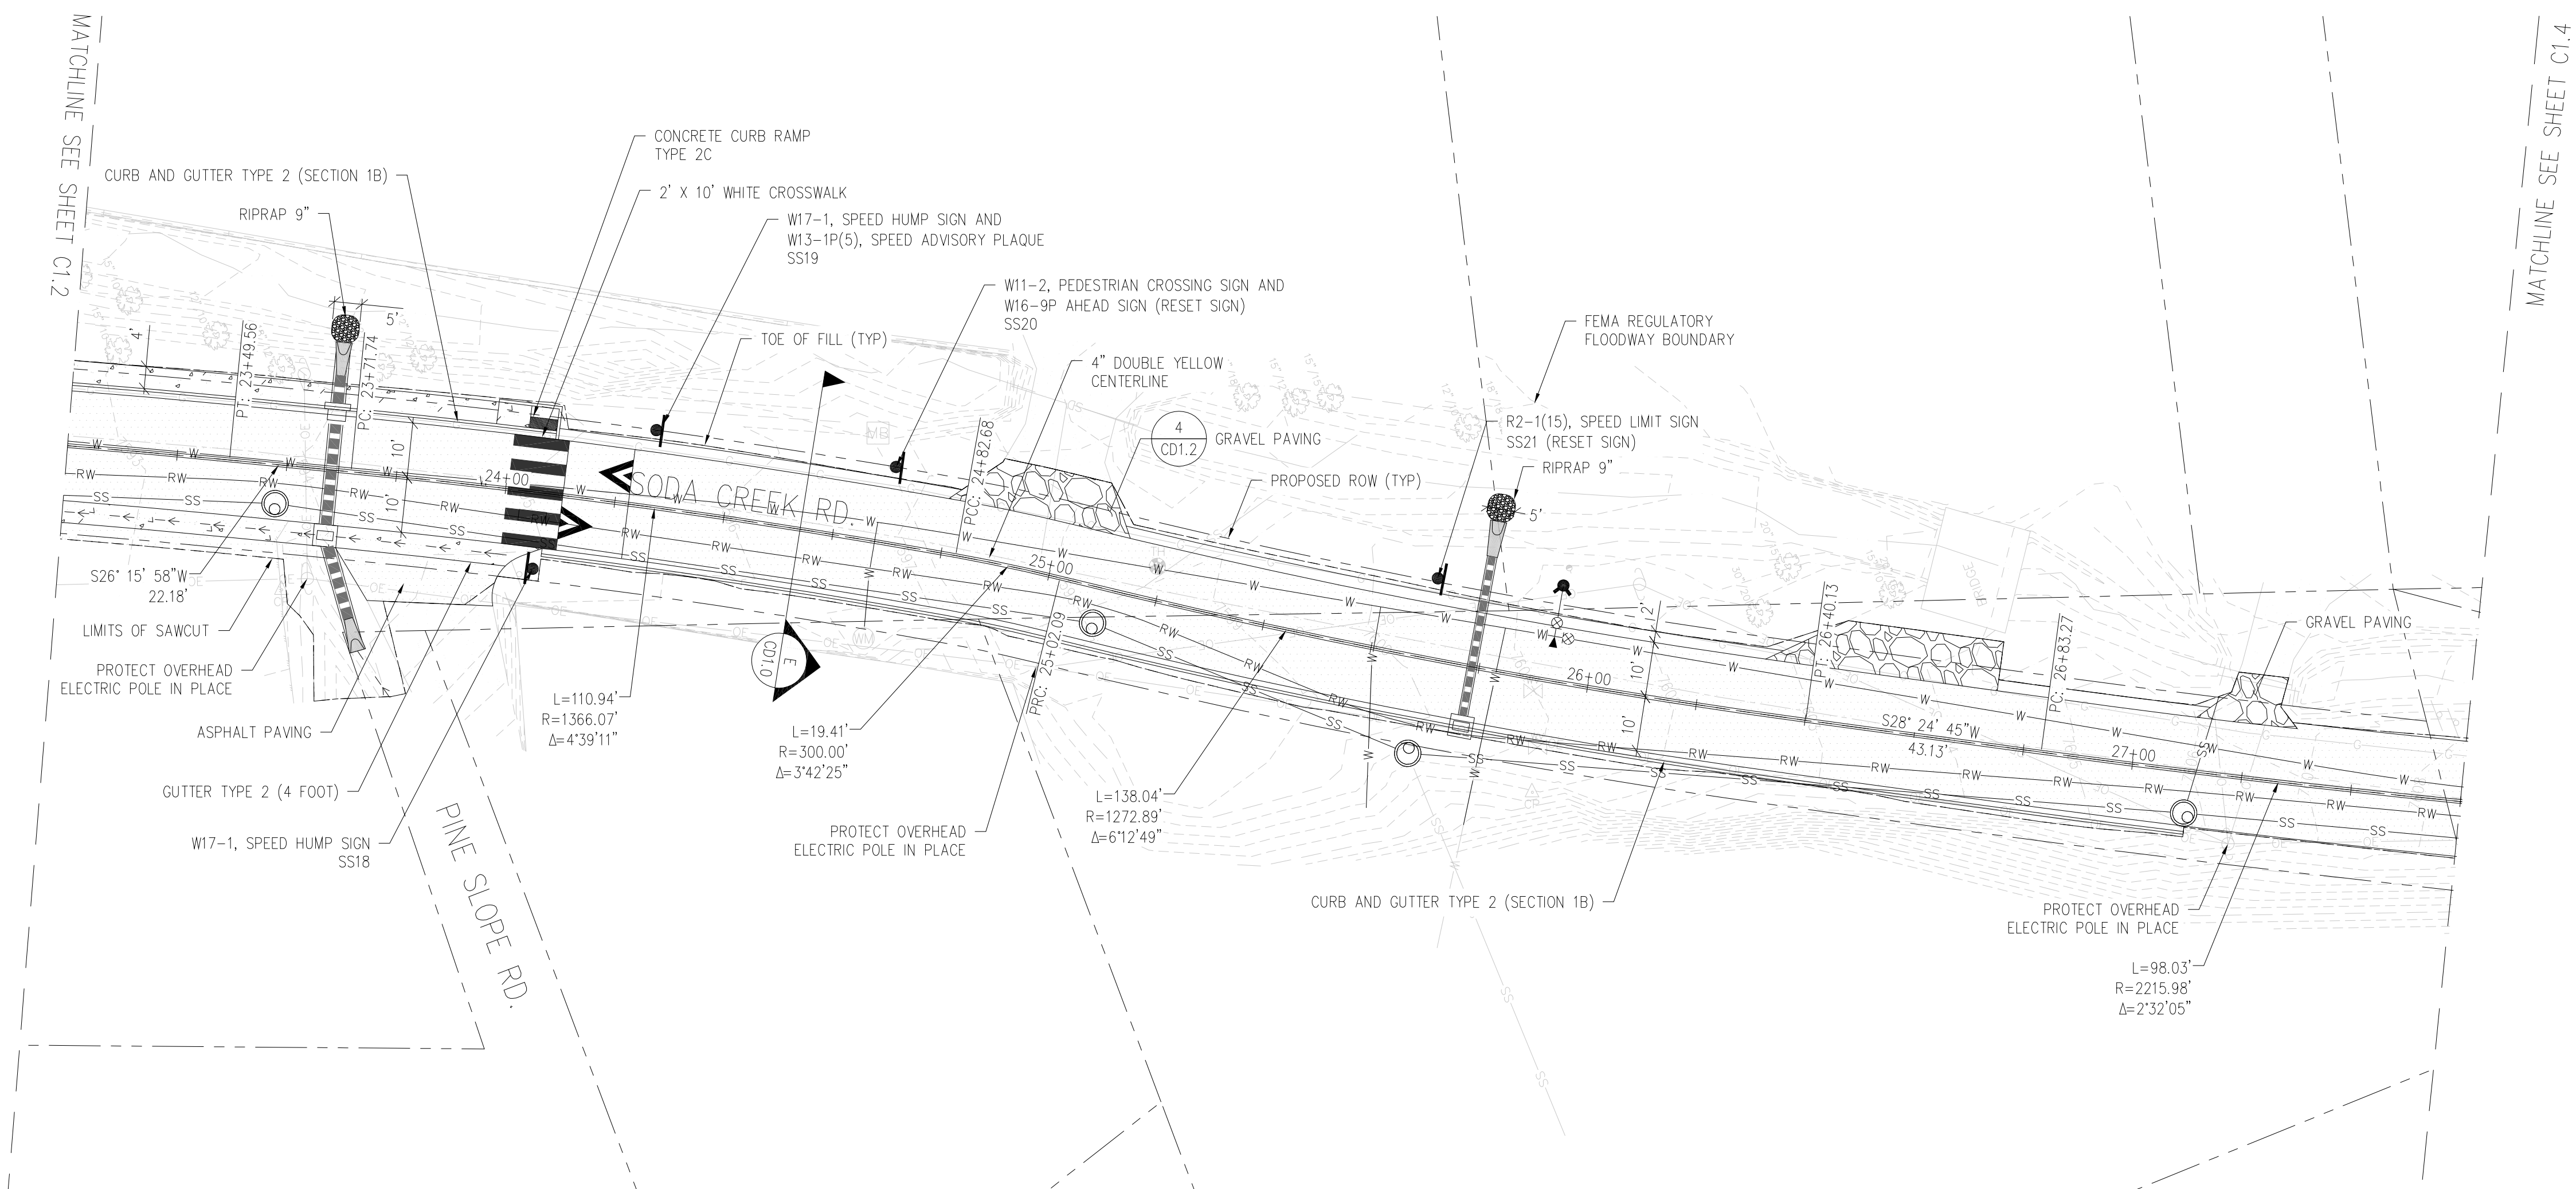 MATCHLINE SEE SHEET C1.2
MATCHLINE SEE SHEET C1.4
CONCRETE CURB RAMP
TYPE 2C
CURB AND GUTTER TYPE 2 (SECTION 1B)
2' X 10' WHITE CROSSWALK
RIPRAP 9"
W17-1, SPEED HUMP SIGN AND
W13-1P(5), SPEED ADVISORY PLAQUE
SS19
W11-2, PEDESTRIAN CROSSING SIGN AND
W16-9P AHEAD SIGN (RESET SIGN)
SS20
TOE OF FILL (TYP)
4" DOUBLE YELLOW
CENTERLINE
FEMA REGULATORY
FLOODWAY BOUNDARY
4
CD1.2
GRAVEL PAVING
R2-1(15), SPEED LIMIT SIGN
SS21 (RESET SIGN)
RIPRAP 9"
PROPOSED ROW (TYP)
5'
5'
4'
PT: 23+49.56
PC: 23+71.74
10'
10'
24+00
SODA CREEK RD.
PCC: 24+82.68
25+00
PRC: 25+02.09
26+00
2'
10'
10'
PT: 26+40.13
PC: 26+83.27
S28° 24' 45"W
43.13'
27+00
GRAVEL PAVING
BRIDGE
MB
TH
WM
S26° 15' 58"W
22.18'
LIMITS OF SAWCUT
PROTECT OVERHEAD
ELECTRIC POLE IN PLACE
ASPHALT PAVING
GUTTER TYPE 2 (4 FOOT)
W17-1, SPEED HUMP SIGN
SS18
PINE SLOPE RD.
E
CD1.0
L=110.94'
R=1366.07'
Δ=4°39'11"
L=19.41'
R=300.00'
Δ=3°42'25"
PROTECT OVERHEAD
ELECTRIC POLE IN PLACE
L=138.04'
R=1272.89'
Δ=6°12'49"
CURB AND GUTTER TYPE 2 (SECTION 1B)
PROTECT OVERHEAD
ELECTRIC POLE IN PLACE
L=98.03'
R=2215.98'
Δ=2°32'05"